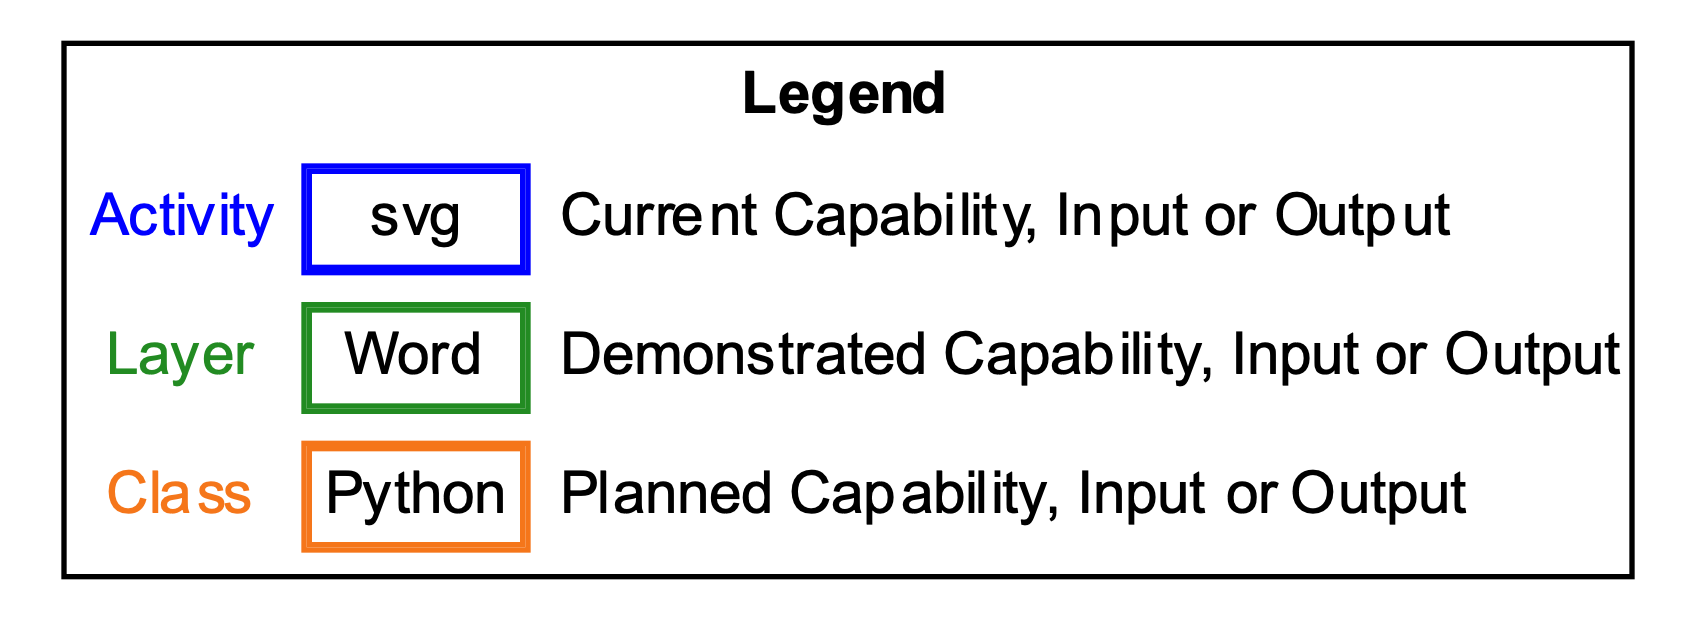 Legend
Activity svg Current Capability, Input or Output
Layer Word Demonstrated Capability, Input or Output
Class Python Planned Capability, Input or Output